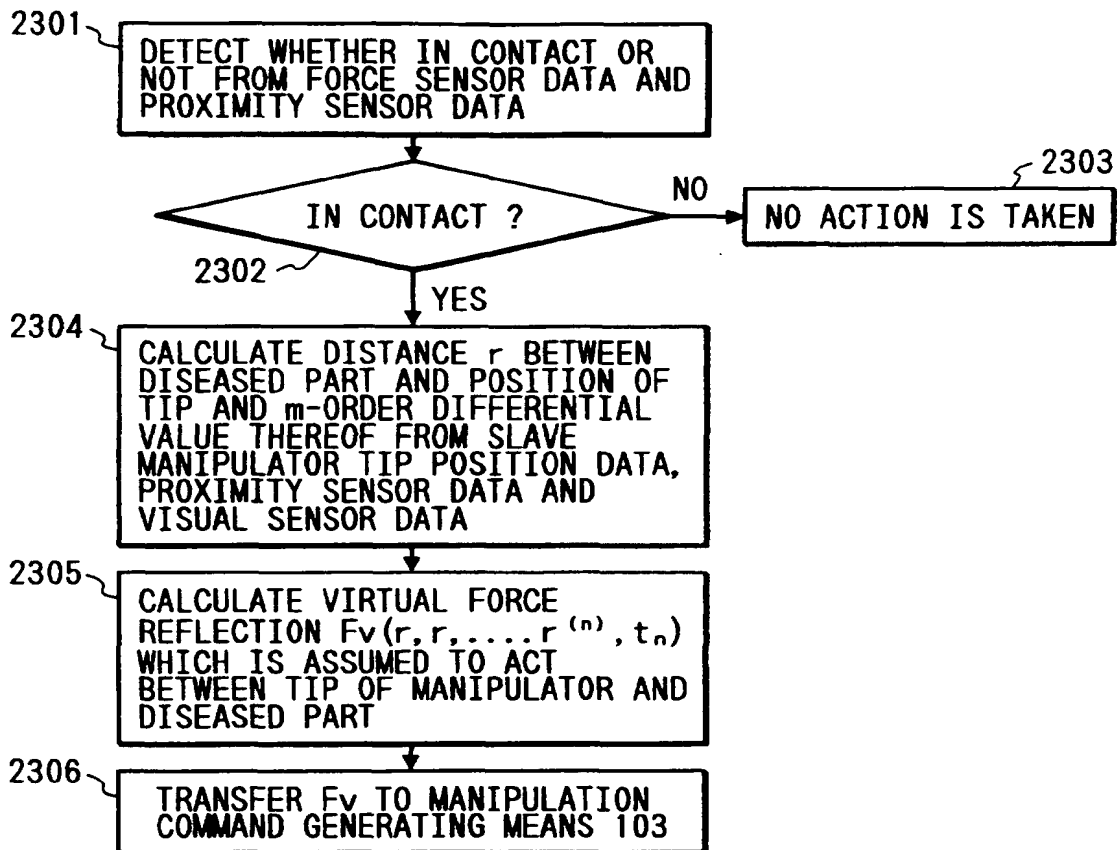 2301
DETECT WHETHER IN CONTACT OR
NOT FROM FORCE SENSOR DATA AND
PROXIMITY SENSOR DATA
IN CONTACT ?
2302
NO
2303
NO ACTION IS TAKEN
YES
2304
CALCULATE DISTANCE r BETWEEN
DISEASED PART AND POSITION OF
TIP AND m-ORDER DIFFERENTIAL
VALUE THEREOF FROM SLAVE
MANIPULATOR TIP POSITION DATA,
PROXIMITY SENSOR DATA AND
VISUAL SENSOR DATA
2305
CALCULATE VIRTUAL FORCE
REFLECTION Fv(r,r,....r⁽ⁿ⁾,tₙ)
WHICH IS ASSUMED TO ACT
BETWEEN TIP OF MANIPULATOR AND
DISEASED PART
2306
TRANSFER Fv TO MANIPULATION
COMMAND GENERATING MEANS 103